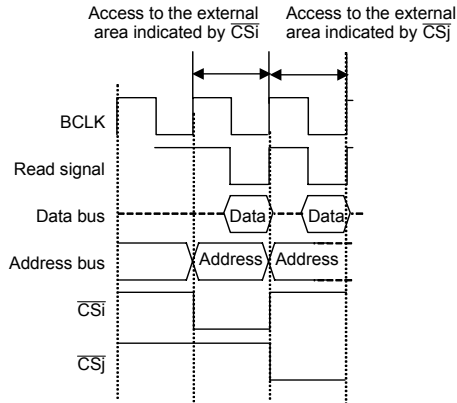 Access to the external
area indicated by CSi
Access to the external
area indicated by CSj
BCLK
Read signal
Data bus
Data
Data
Address bus
Address
Address
CSi
CSj